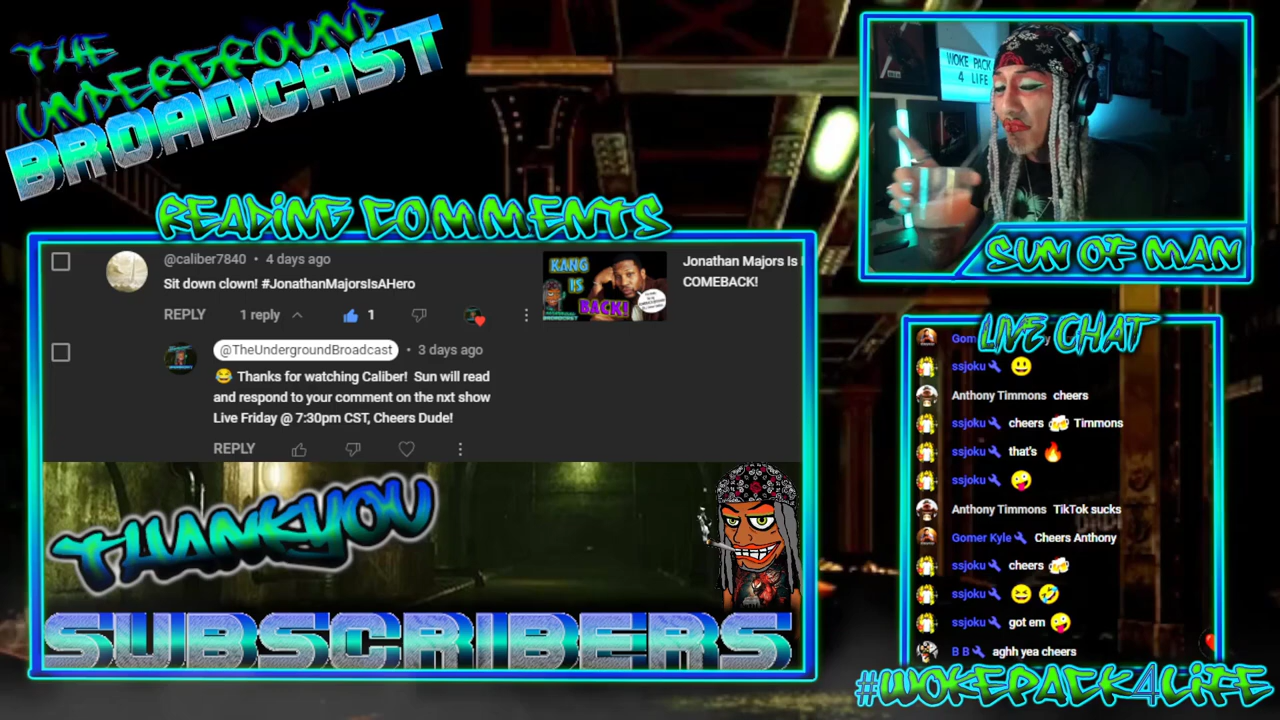 THE
UNDERGROUND
BROADCAST
READING COMMENTS
@caliber7840 • 4 days ago
Sit down clown! #JonathanMajorsIsAHero
REPLY 1 reply 1
@TheUndergroundBroadcast • 3 days ago
😂 Thanks for watching Caliber! Sun will read
and respond to your comment on the nxt show
Live Friday @ 7:30pm CST, Cheers Dude!
REPLY
KANG
IS
BACK!
Jonathan Majors Is
COMEBACK!
THANKYOU
SUBSCRIBERS
WOKE PACK
4 LIFE
SUN OF MAN
LIVE CHAT
Gom
ssjoku 😃
Anthony Timmons cheers
ssjoku cheers 🍻 Timmons
ssjoku that's 🔥
ssjoku 🤪
Anthony Timmons TikTok sucks
Gomer Kyle Cheers Anthony
ssjoku cheers 🍻
ssjoku 😆 🤣
ssjoku got em 🤪
B B aghh yea cheers
#WOKEPACK4LIFE